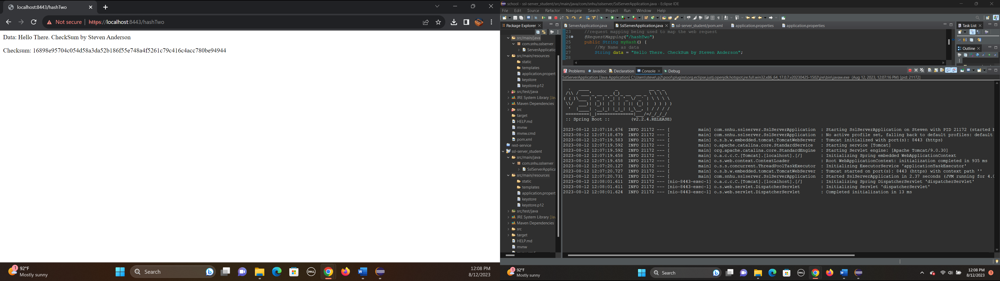 localhost:8443/hashTwo
Not secure | https://localhost:8443/hashTwo
Data: Hello There. CheckSum by Steven Anderson
Checksum: 16898e95704c054d58a3da52b186f55e748a4f5261c79c416c4acc780be94944
1
92°F
Mostly sunny
Search
DELL
12:08 PM
8/12/2023
school - ssl-server_student/src/main/java/com/snhu/sslserver/SslServerApplication.java - Eclipse IDE
File Edit Source Refactor Navigate Search Project Run Window Help
Package Explorer
src/main/java
com.snhu.sslserver
ServerApplicatio
src/main/resources
static
templates
application.propert
keystore
keystore.p12
src/test/java
JRE System Library [Jav
Maven Dependencies
src
target
HELP.md
mvnw
mvnw.cmd
pom.xml
rest-service
ssl-server_student
src/main/java
com.snhu.sslserver
SslServerApplica
src/main/resources
static
templates
application.propert
keystore
keystore.p12
src/test/java
JRE System Library [Jav
Maven Dependencies
src
target
HELP.md
mvnw
ServerApplication.java SslServerApplication.java ssl-server_student/pom.xml application.properties application.properties
23 //request mapping being used to map the web request
24 @RequestMapping("/hashTwo")
25 public String myHash() {
26 //My Name as data
27 String data = "Hello There. CheckSum by Steven Anderson";
28
Task List
Outline
Problems Javadoc Declaration Console Debug
SslServerApplication [Java Application] C:\Users\steve\.p2\pool\plugins\org.eclipse.justj.openjdk.hotspot.jre.full.win32.x86_64_17.0.7.v20230425-1502\jre\bin\javaw.exe (Aug 12, 2023, 12:07:16 PM) [pid: 21172]
:: Spring Boot :: (v2.2.4.RELEASE)
2023-08-12 12:07:18.676 INFO 21172 --- [ main] com.snhu.sslserver.SslServerApplication : Starting SslServerApplication on Steven with PID 21172 (started b
2023-08-12 12:07:18.679 INFO 21172 --- [ main] com.snhu.sslserver.SslServerApplication : No active profile set, falling back to default profiles: default
2023-08-12 12:07:19.583 INFO 21172 --- [ main] o.s.b.w.embedded.tomcat.TomcatWebServer : Tomcat initialized with port(s): 8443 (https)
2023-08-12 12:07:19.592 INFO 21172 --- [ main] o.apache.catalina.core.StandardService : Starting service [Tomcat]
2023-08-12 12:07:19.592 INFO 21172 --- [ main] org.apache.catalina.core.StandardEngine : Starting Servlet engine: [Apache Tomcat/9.0.30]
2023-08-12 12:07:19.658 INFO 21172 --- [ main] o.a.c.c.C.[Tomcat].[localhost].[/] : Initializing Spring embedded WebApplicationContext
2023-08-12 12:07:19.658 INFO 21172 --- [ main] o.s.web.context.ContextLoader : Root WebApplicationContext: initialization completed in 935 ms
2023-08-12 12:07:20.127 INFO 21172 --- [ main] o.s.s.concurrent.ThreadPoolTaskExecutor : Initializing ExecutorService 'applicationTaskExecutor'
2023-08-12 12:07:20.727 INFO 21172 --- [ main] o.s.b.w.embedded.tomcat.TomcatWebServer : Tomcat started on port(s): 8443 (https) with context path ''
2023-08-12 12:07:20.731 INFO 21172 --- [ main] com.snhu.sslserver.SslServerApplication : Started SslServerApplication in 2.37 seconds (JVM running for 4.0
2023-08-12 12:08:01.611 INFO 21172 --- [nio-8443-exec-1] o.a.c.c.C.[Tomcat].[localhost].[/] : Initializing Spring DispatcherServlet 'dispatcherServlet'
2023-08-12 12:08:01.611 INFO 21172 --- [nio-8443-exec-1] o.s.web.servlet.DispatcherServlet : Initializing Servlet 'dispatcherServlet'
2023-08-12 12:08:01.624 INFO 21172 --- [nio-8443-exec-1] o.s.web.servlet.DispatcherServlet : Completed initialization in 13 ms
1
92°F
Mostly sunny
Search
DELL
12:08 PM
8/12/2023
1